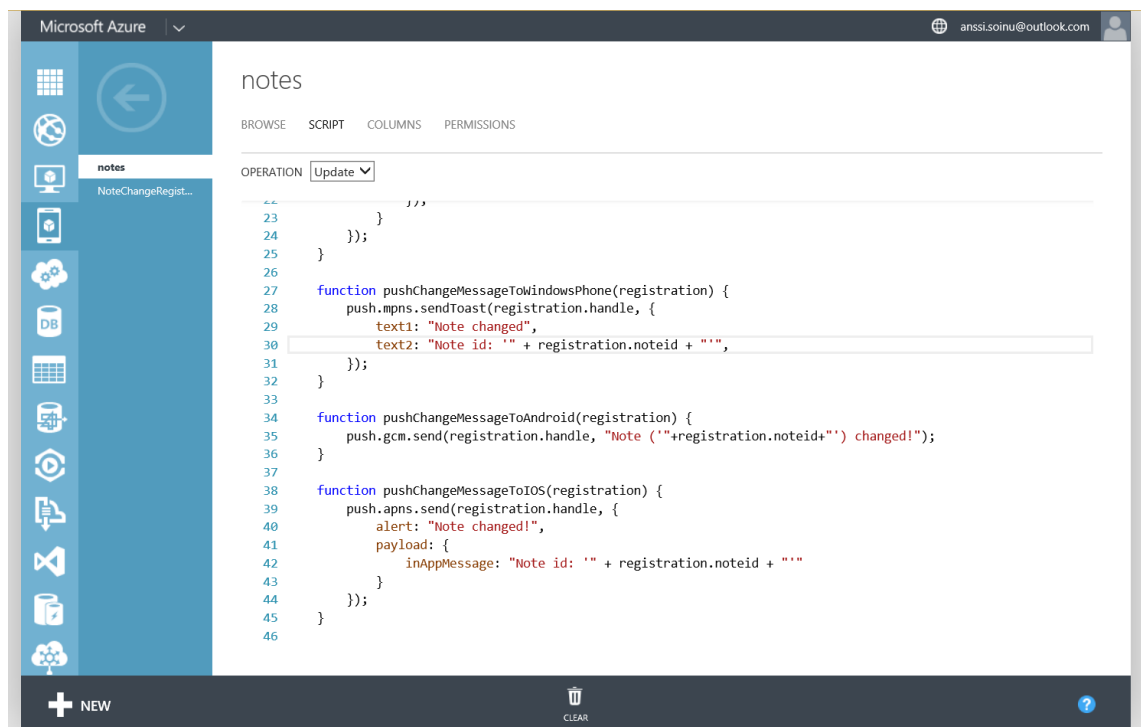 Microsoft Azure
anssi.soinu@outlook.com
notes
BROWSE SCRIPT COLUMNS PERMISSIONS
notes
NoteChangeRegist...
OPERATION Update
22 });
23 }
24 });
25 }
26
27 function pushChangeMessageToWindowsPhone(registration) {
28 push.mpns.sendToast(registration.handle, {
29 text1: "Note changed",
30 text2: "Note id: '" + registration.noteid + "'",
31 });
32 }
33
34 function pushChangeMessageToAndroid(registration) {
35 push.gcm.send(registration.handle, "Note ('"+registration.noteid+"') changed!");
36 }
37
38 function pushChangeMessageToIOS(registration) {
39 push.apns.send(registration.handle, {
40 alert: "Note changed!",
41 payload: {
42 inAppMessage: "Note id: '" + registration.noteid + "'"
43 }
44 });
45 }
46
DB
NEW
CLEAR
?